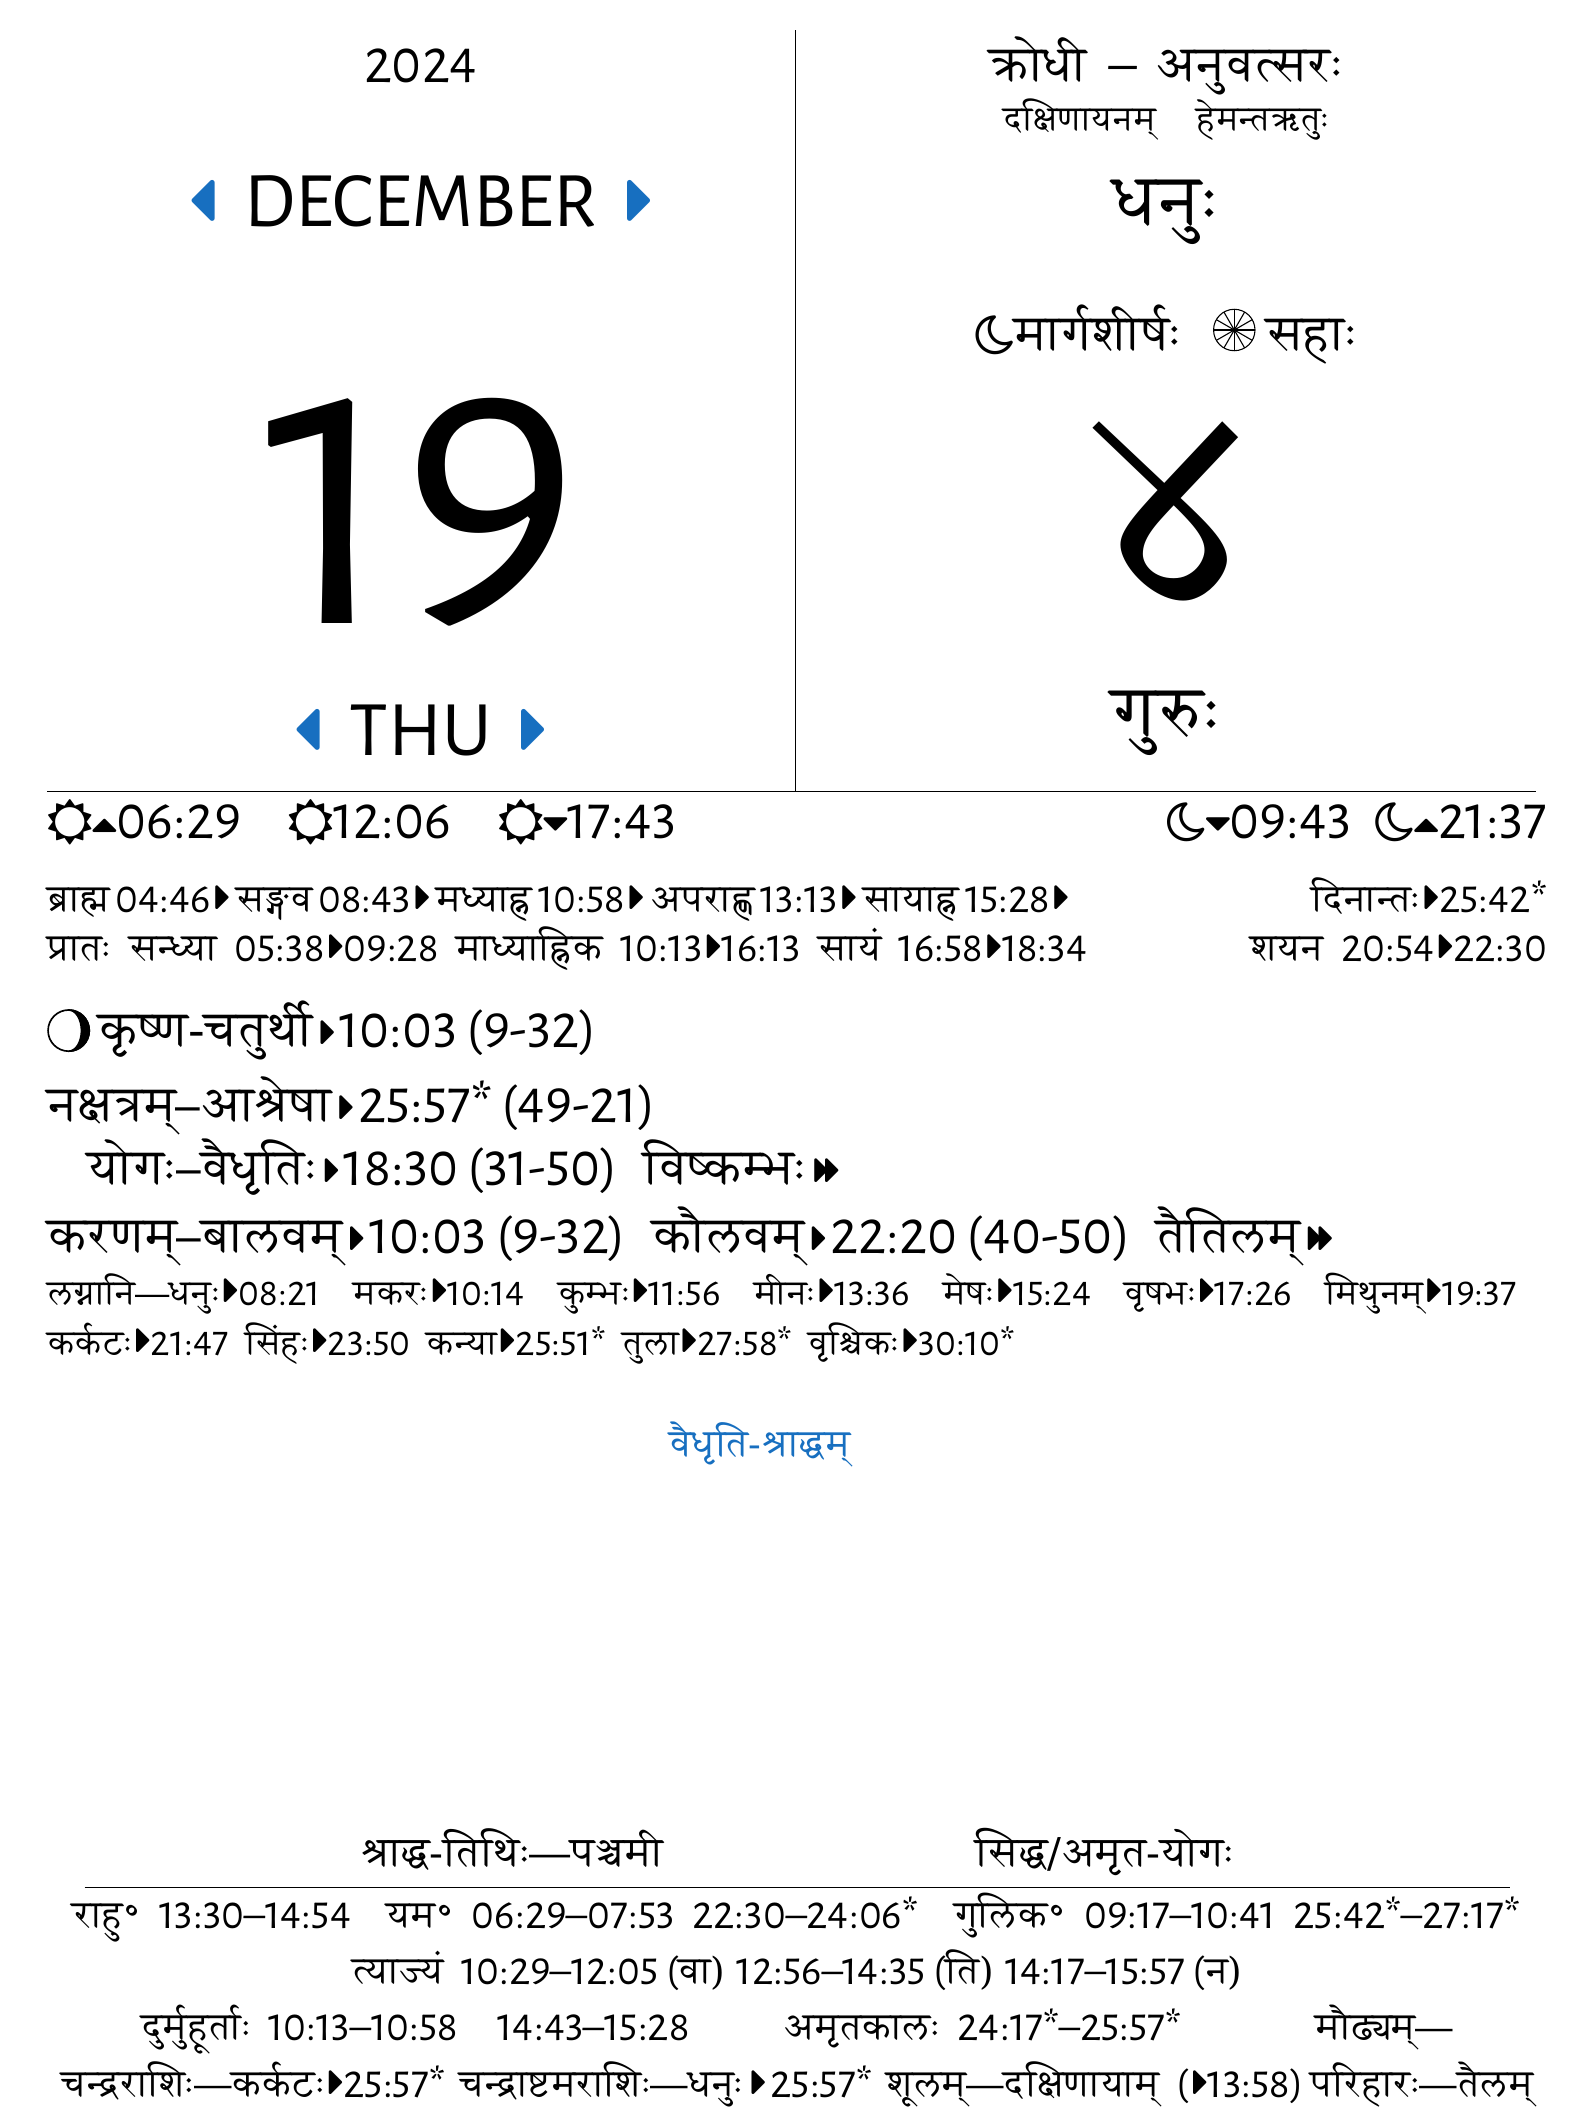 2024
DECEMBER
19
THU
क्रोधी – अनुवत्सरः
दक्षिणायनम् हेमन्तऋतुः
धनुः
मार्गशीर्षः सहाः
४
गुरुः
06:29 12:06 17:43 09:43 21:37
ब्राह्म 04:46 सङ्गव 08:43 मध्याह्न 10:58 अपराह्ण 13:13 सायाह्न 15:28 दिनान्तः 25:42*
प्रातः सन्ध्या 05:38 09:28 माध्याह्निक 10:13 16:13 सायं 16:58 18:34 शयन 20:54 22:30
कृष्ण-चतुर्थी 10:03 (9-32)
नक्षत्रम्–आश्रेषा 25:57* (49-21)
योगः–वैधृतिः 18:30 (31-50) विष्कम्भः
करणम्–बालवम् 10:03 (9-32) कौलवम् 22:20 (40-50) तैतिलम्
लग्नानि—धनुः 08:21 मकरः 10:14 कुम्भः 11:56 मीनः 13:36 मेषः 15:24 वृषभः 17:26 मिथुनम् 19:37
कर्कटः 21:47 सिंहः 23:50 कन्या 25:51* तुला 27:58* वृश्चिकः 30:10*
वैधृति-श्राद्धम्
श्राद्ध-तिथिः—पञ्चमी सिद्ध/अमृत-योगः
राहु° 13:30–14:54 यम° 06:29–07:53 22:30–24:06* गुलिक° 09:17–10:41 25:42*–27:17*
त्याज्यं 10:29–12:05 (वा) 12:56–14:35 (ति) 14:17–15:57 (न)
दुर्मुहूर्ताः 10:13–10:58 14:43–15:28 अमृतकालः 24:17*–25:57* मौढ्यम्—
चन्द्रराशिः—कर्कटः 25:57* चन्द्राष्टमराशिः—धनुः 25:57* शूलम्—दक्षिणायाम् (13:58) परिहारः—तैलम्